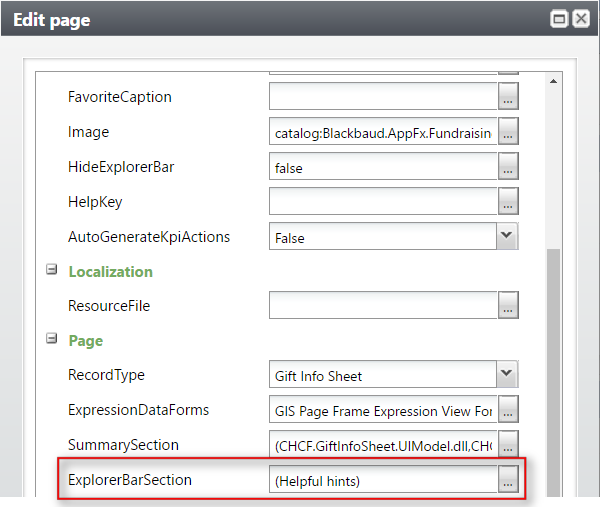 Edit page
FavoriteCaption
...
Image catalog:Blackbaud.AppFx.Fundraisin ...
HideExplorerBar false ...
HelpKey ...
AutoGenerateKpiActions False
Localization
ResourceFile ...
Page
RecordType Gift Info Sheet
ExpressionDataForms GIS Page Frame Expression View For ...
SummarySection (CHCF.GiftInfoSheet.UIModel.dll,CHC ...
ExplorerBarSection (Helpful hints) ...